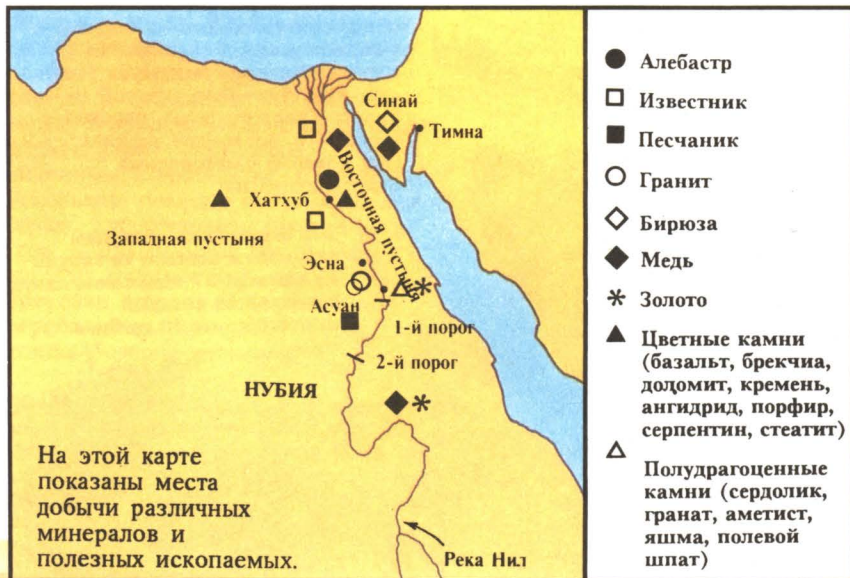 Синай
Тимна
Восточная пустыня
Хатхуб
Западная пустыня
Эсна
Асуан
1-й порог
2-й порог
НУБИЯ
На этой карте
показаны места
добычи различных
минералов и
полезных ископаемых.
Река Нил
Алебастр
Известник
Песчаник
Гранит
Бирюза
Медь
Золото
Цветные камни
(базальт, брекчиа,
доломит, кремень,
ангидрид, порфир,
серпентин, стеатит)
Полудрагоценные
камни (сердолик,
гранат, аметист,
яшма, полевой
шпат)